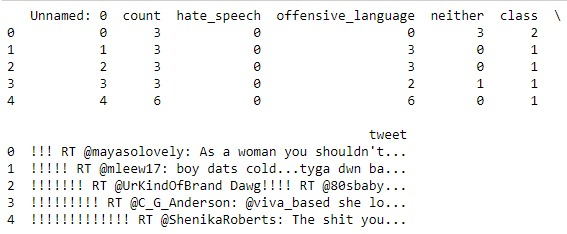 Unnamed: 0 count hate_speech offensive_language neither class \
0 0 3 0 0 3 2
1 1 3 0 3 0 1
2 2 3 0 3 0 1
3 3 3 0 2 1 1
4 4 6 0 6 0 1
tweet
0 !!! RT @mayasolovely: As a woman you shouldn't...
1 !!!!! RT @mleew17: boy dats cold...tyga dwn ba...
2 !!!!!!! RT @UrKindOfBrand Dawg!!!! RT @80sbaby...
3 !!!!!!!!! RT @C_G_Anderson: @viva_based she lo...
4 !!!!!!!!!!!!! RT @ShenikaRoberts: The shit you...